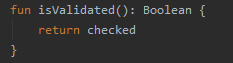 fun isValidated(): Boolean {
    return checked
}